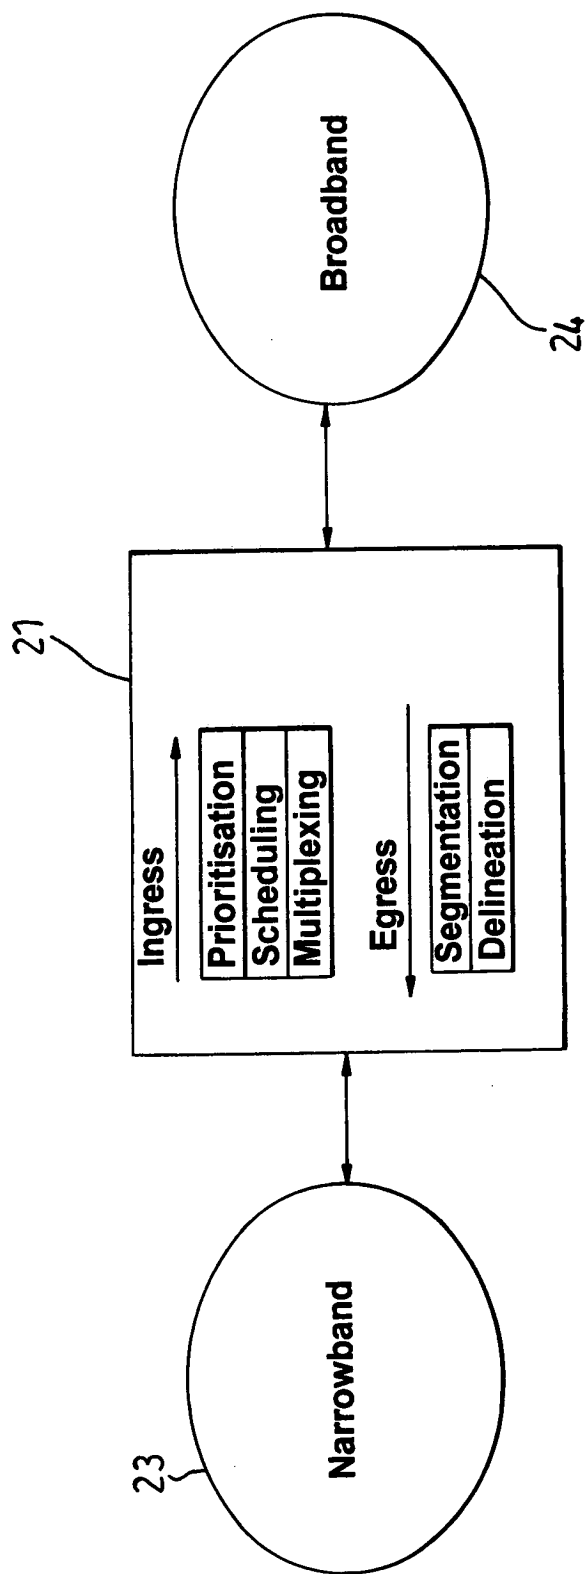 21
Ingress
Prioritisation
Scheduling
Multiplexing
Egress
Segmentation
Delineation
23
Narrowband
Broadband
24